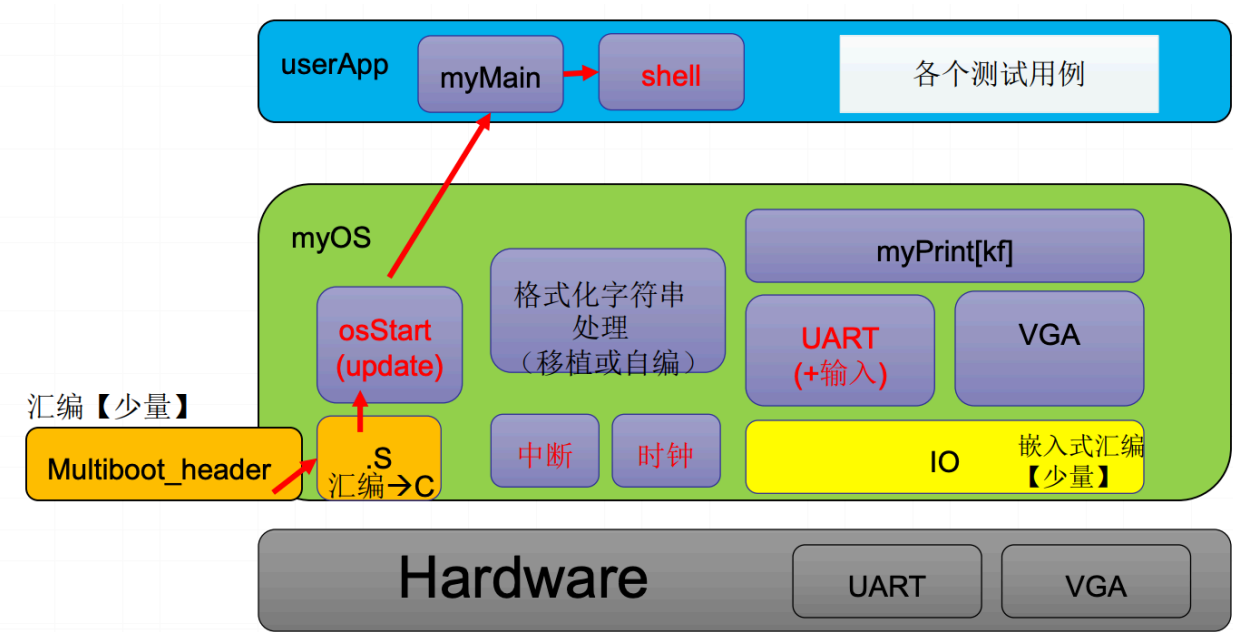 userApp
myMain
shell
各个测试用例
myOS
myPrint[kf]
格式化字符串
处理
（移植或自编）
osStart
(update)
UART
(+输入)
VGA
汇编【少量】
Multiboot_header
.S
汇编→C
中断
时钟
IO
嵌入式汇编
【少量】
Hardware
UART
VGA